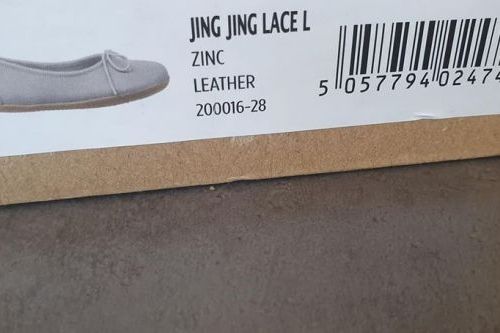 JING JING LACE L
ZINC
LEATHER
200016-28
5 057794 02474